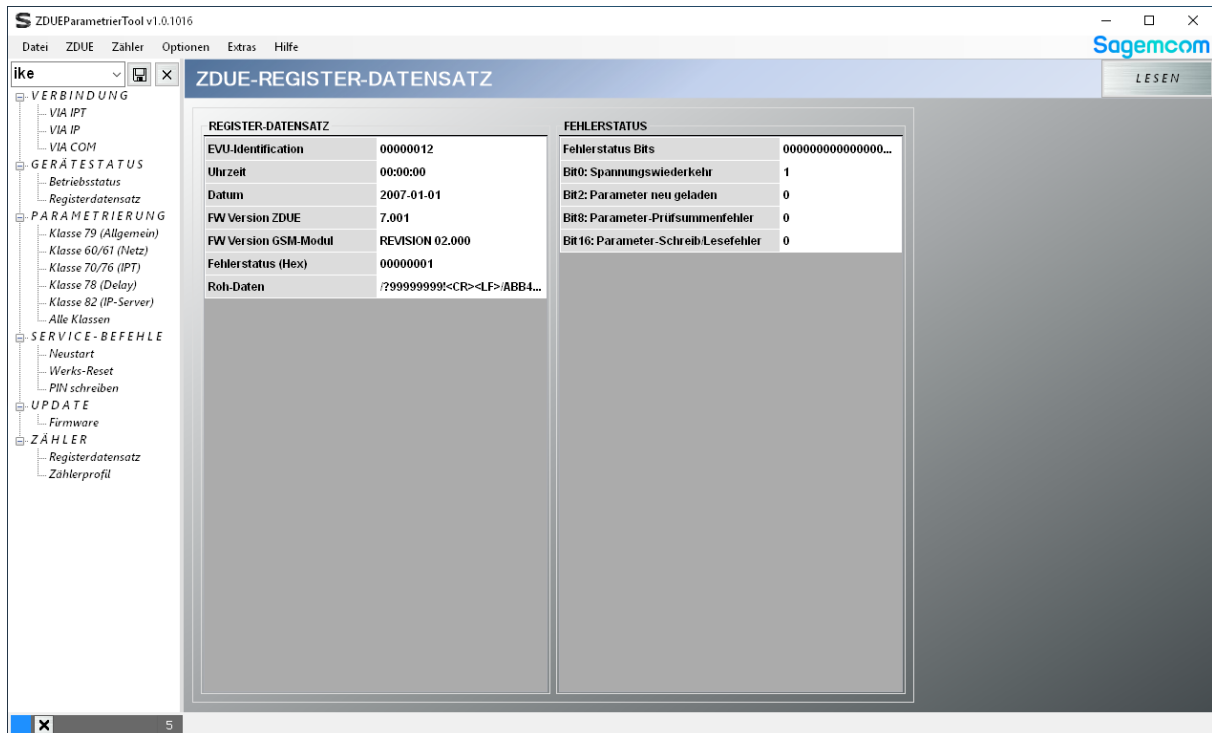 ZDUEParametrierTool v1.0.1016
Datei ZDUE Zähler Optionen Extras Hilfe
Sagemcom
ike
ZDUE-REGISTER-DATENSATZ
LESEN
VERBINDUNG
VIA IPT
VIA IP
VIA COM
GERÄTESTATUS
Betriebsstatus
Registerdatensatz
PARAMETRIERUNG
Klasse 79 (Allgemein)
Klasse 60/61 (Netz)
Klasse 70/76 (IPT)
Klasse 78 (Delay)
Klasse 82 (IP-Server)
Alle Klassen
SERVICE-BEFEHLE
Neustart
Werks-Reset
PIN schreiben
UPDATE
Firmware
ZÄHLER
Registerdatensatz
Zählerprofil
REGISTER-DATENSATZ
EVU-Identification 00000012
Uhrzeit 00:00:00
Datum 2007-01-01
FW Version ZDUE 7.001
FW Version GSM-Modul REVISION 02.000
Fehlerstatus (Hex) 00000001
Roh-Daten /?99999999!<CR><LF>/ABB4...
FEHLERSTATUS
Fehlerstatus Bits 000000000000000...
Bit0: Spannungswiederkehr 1
Bit2: Parameter neu geladen 0
Bit8: Parameter-Prüfsummenfehler 0
Bit16: Parameter-Schreib/Lesefehler 0
5